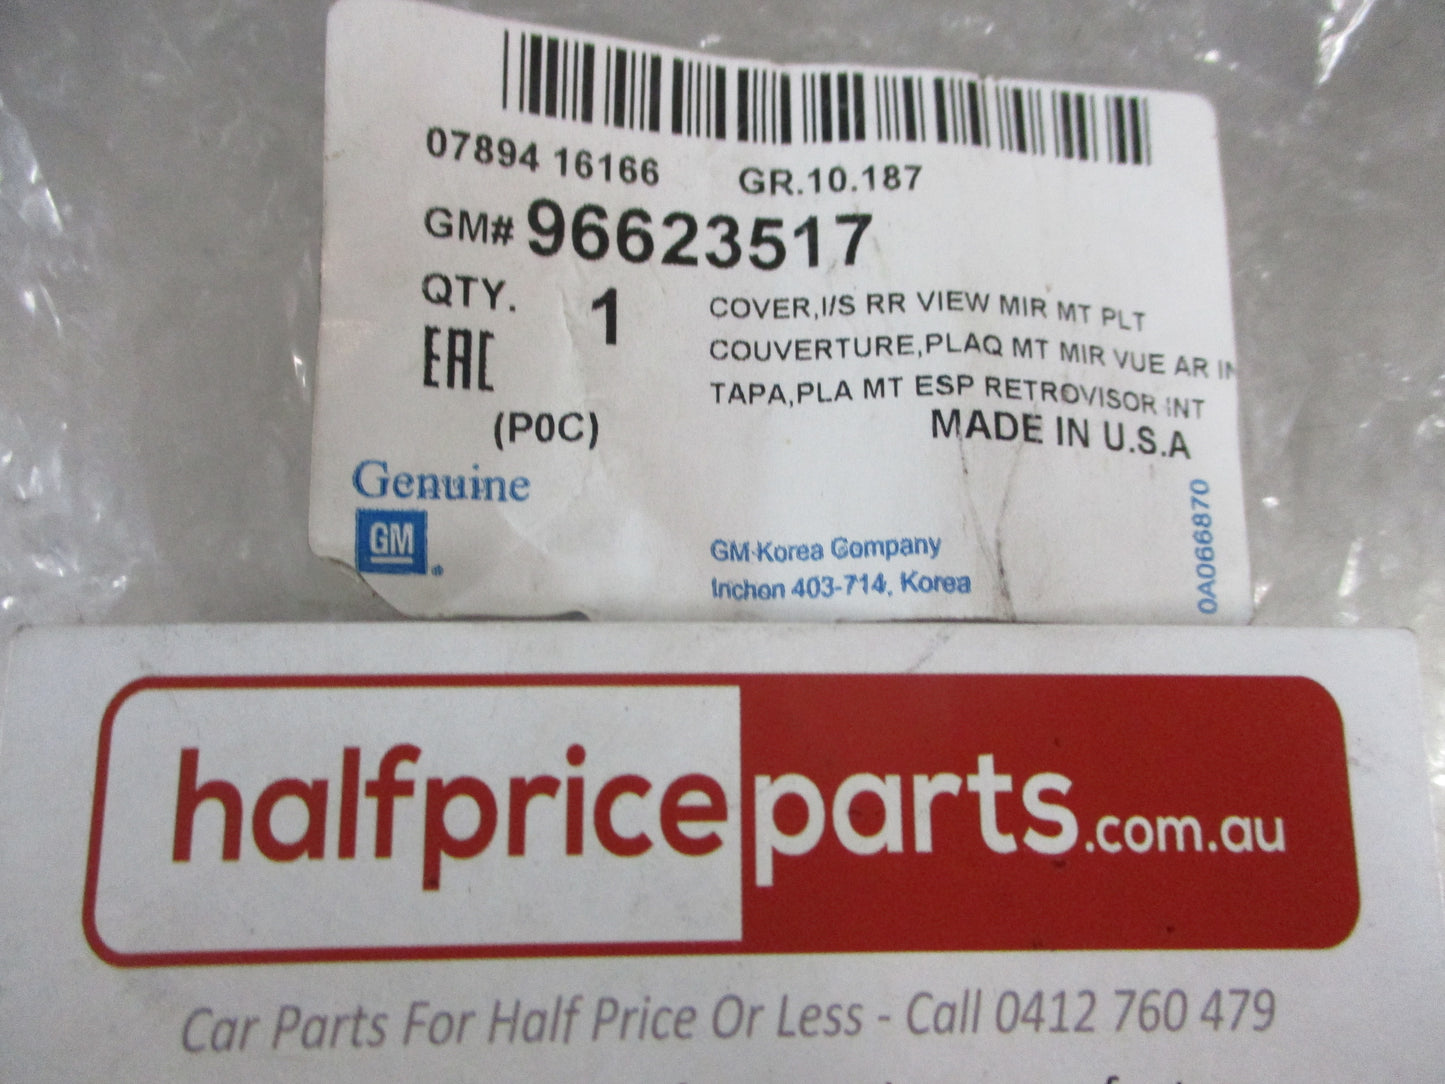 07894 16166 GR.10.187
GM# 96623517
QTY. 1
COVER,I/S RR VIEW MIR MT PLT
COUVERTURE,PLAQ MT MIR VUE AR IN
TAPA,PLA MT ESP RETROVISOR INT
EAC
(P0C)
MADE IN U.S.A
Genuine
GM
GM Korea Company
Inchon 403-714, Korea
0A066870
halfpriceparts.com.au
Car Parts For Half Price Or Less - Call 0412 760 479